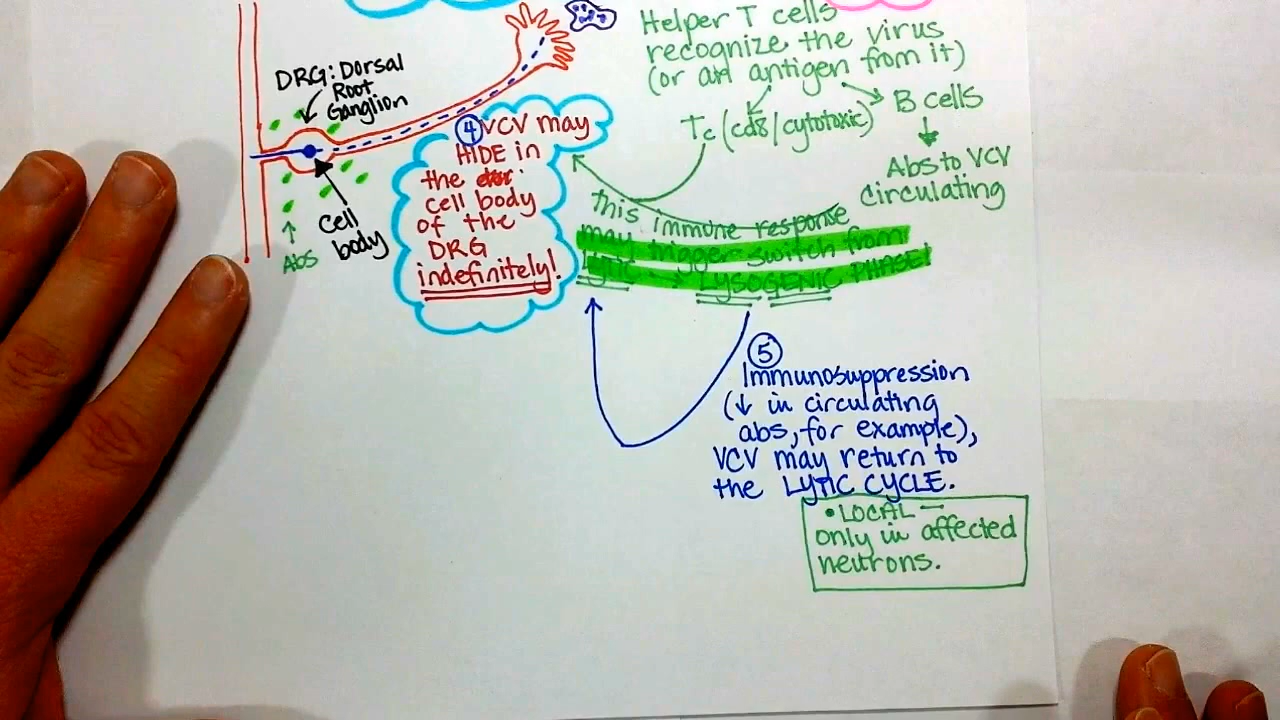 DRG: Dorsal
Root
Ganglion
Cell
body
Abs
④ VCV may
HIDE in
the
cell body
of the
DRG
indefinitely!
Helper T cells
recognize the virus
(or an antigen from it)
Tc (cd8/cytotoxic)
B cells
Abs to VCV
circulating
this immune response
may trigger switch from
LYTIC → LYSOGENIC PHASE!
⑤
Immunosuppression
(↓ in circulating
abs, for example),
VCV may return to
the LYTIC CYCLE.
• LOCAL —
only in affected
neutrons.